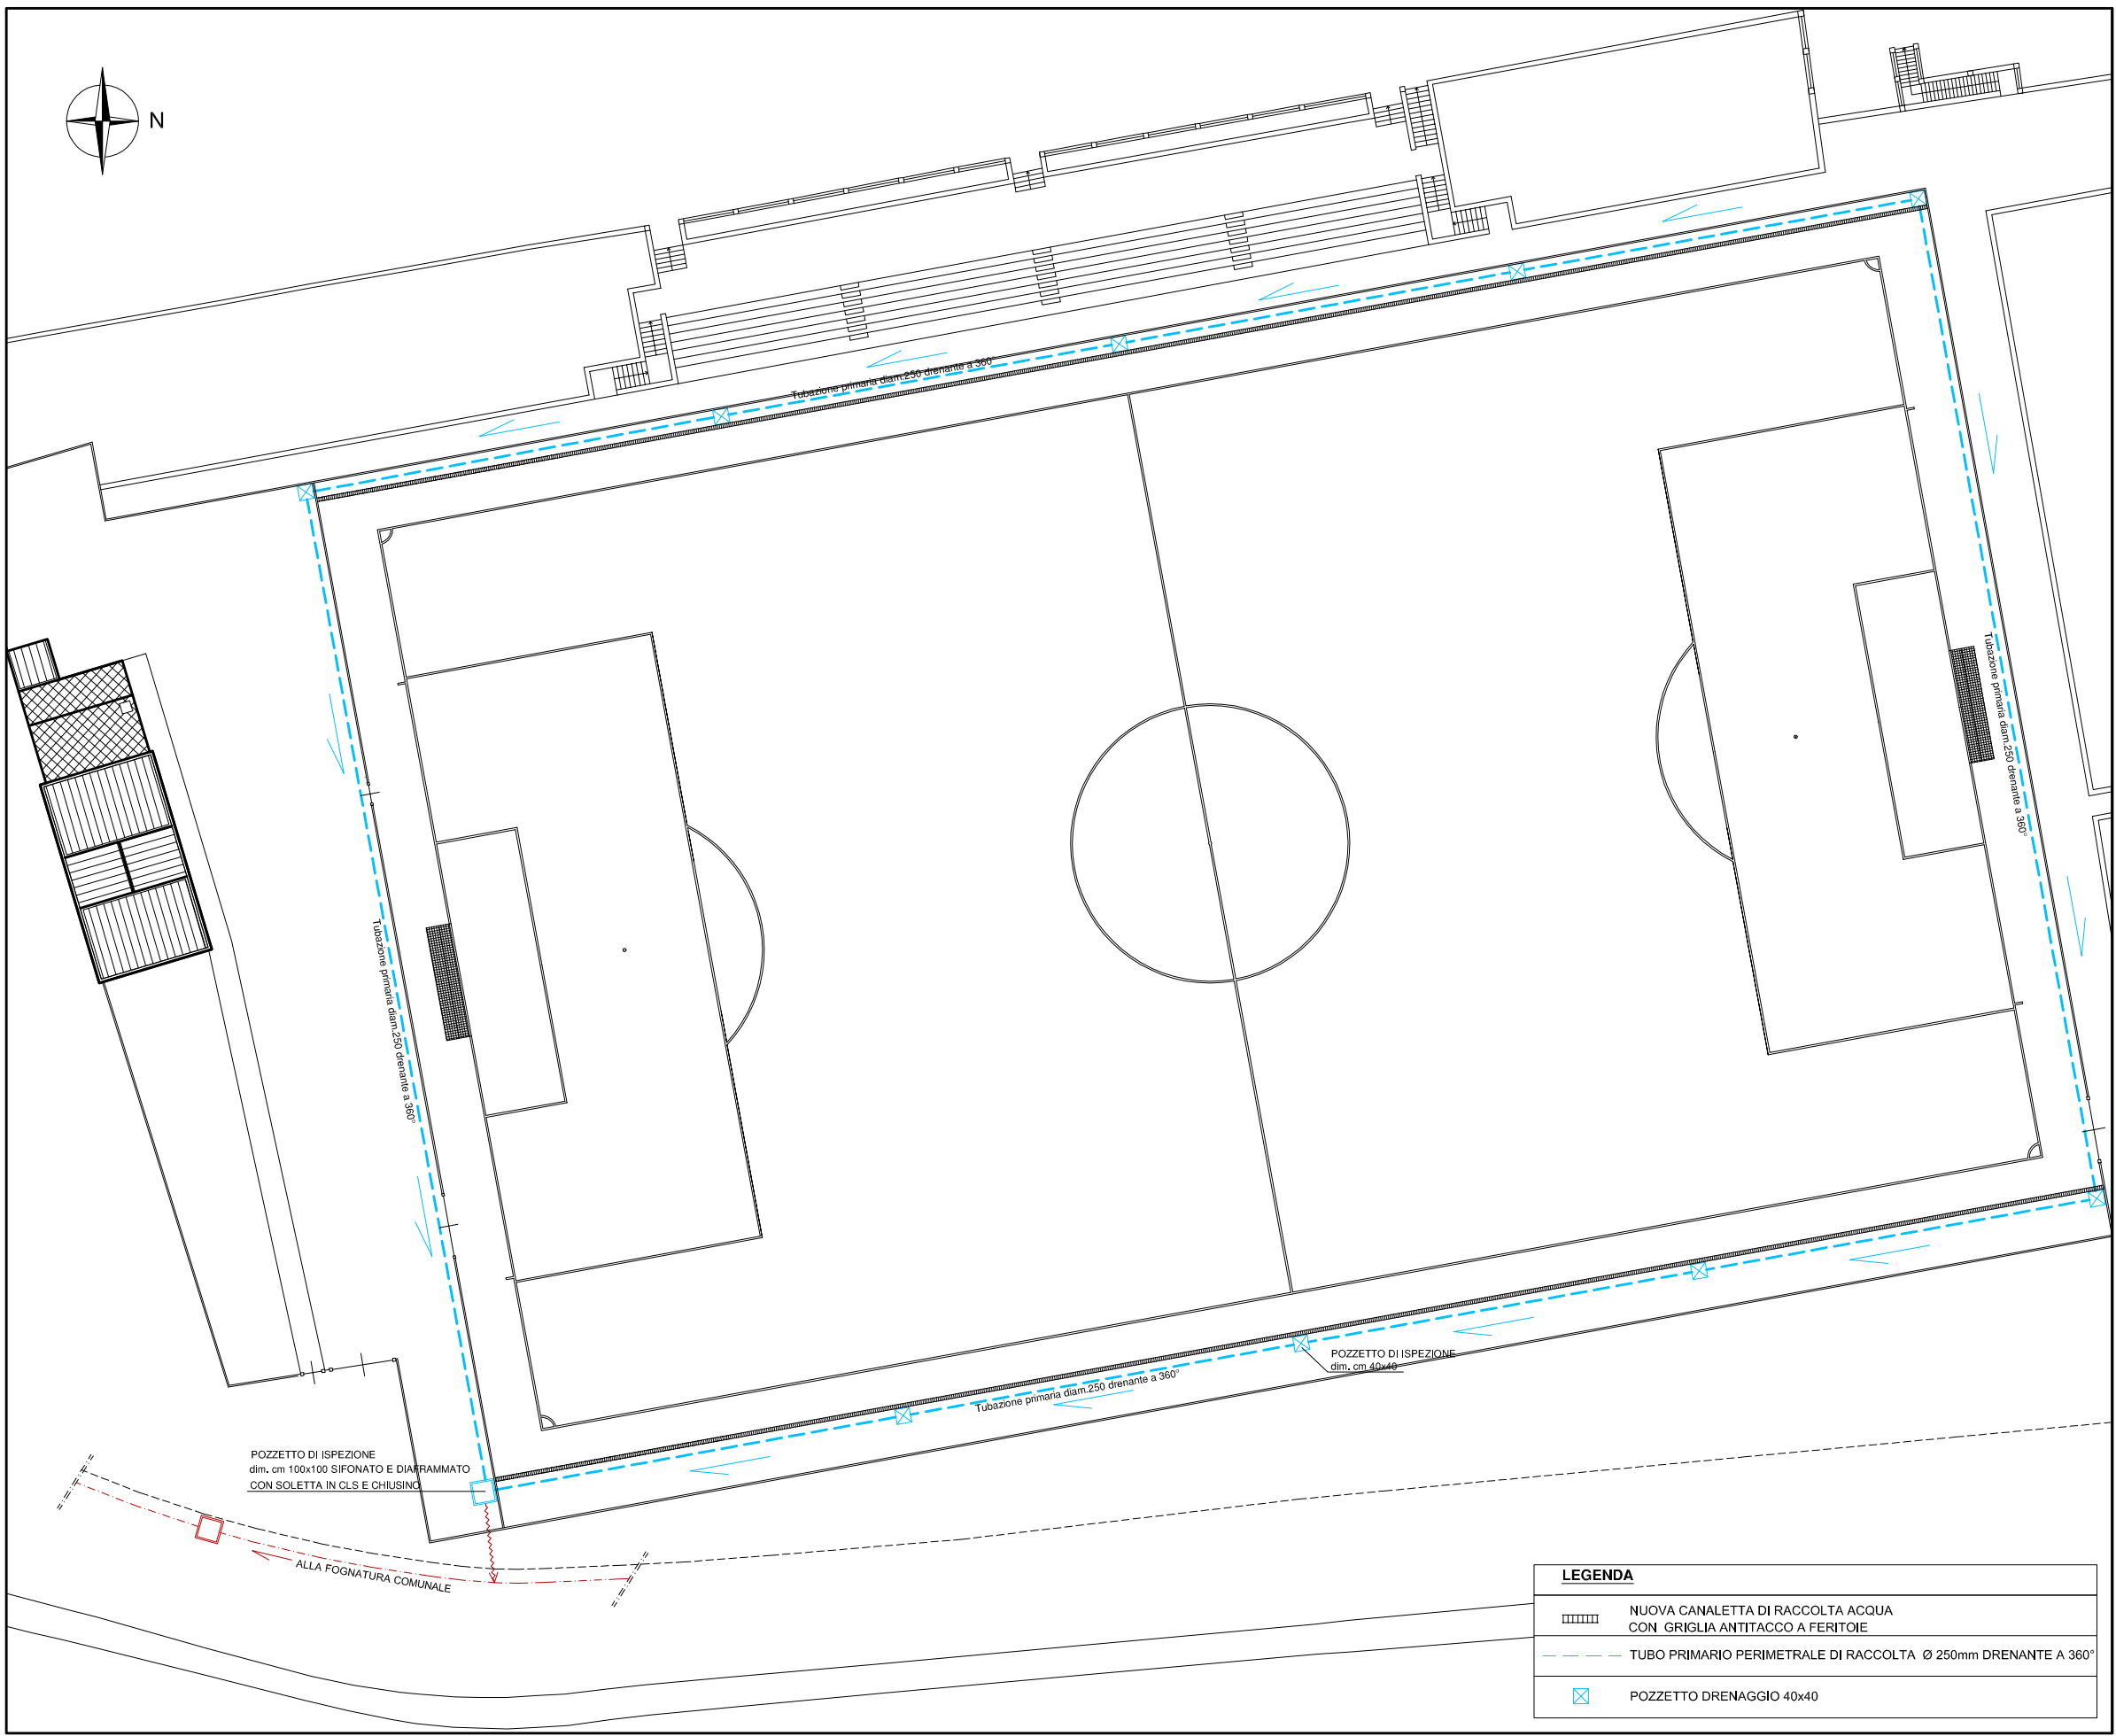 N
Tubazione primaria diam.250 drenante a 360°
Tubazione primaria diam.250 drenante a 360°
Tubazione primaria diam.250 drenante a 360°
POZZETTO DI ISPEZIONE
dim. cm 40x40
Tubazione primaria diam.250 drenante a 360°
POZZETTO DI ISPEZIONE
dim. cm 100x100 SIFONATO E DIAFRAMMATO
CON SOLETTA IN CLS E CHIUSINO
ALLA FOGNATURA COMUNALE
LEGENDA
NUOVA CANALETTA DI RACCOLTA ACQUA
CON GRIGLIA ANTITACCO A FERITOIE
TUBO PRIMARIO PERIMETRALE DI RACCOLTA Ø 250mm DRENANTE A 360°
POZZETTO DRENAGGIO 40x40